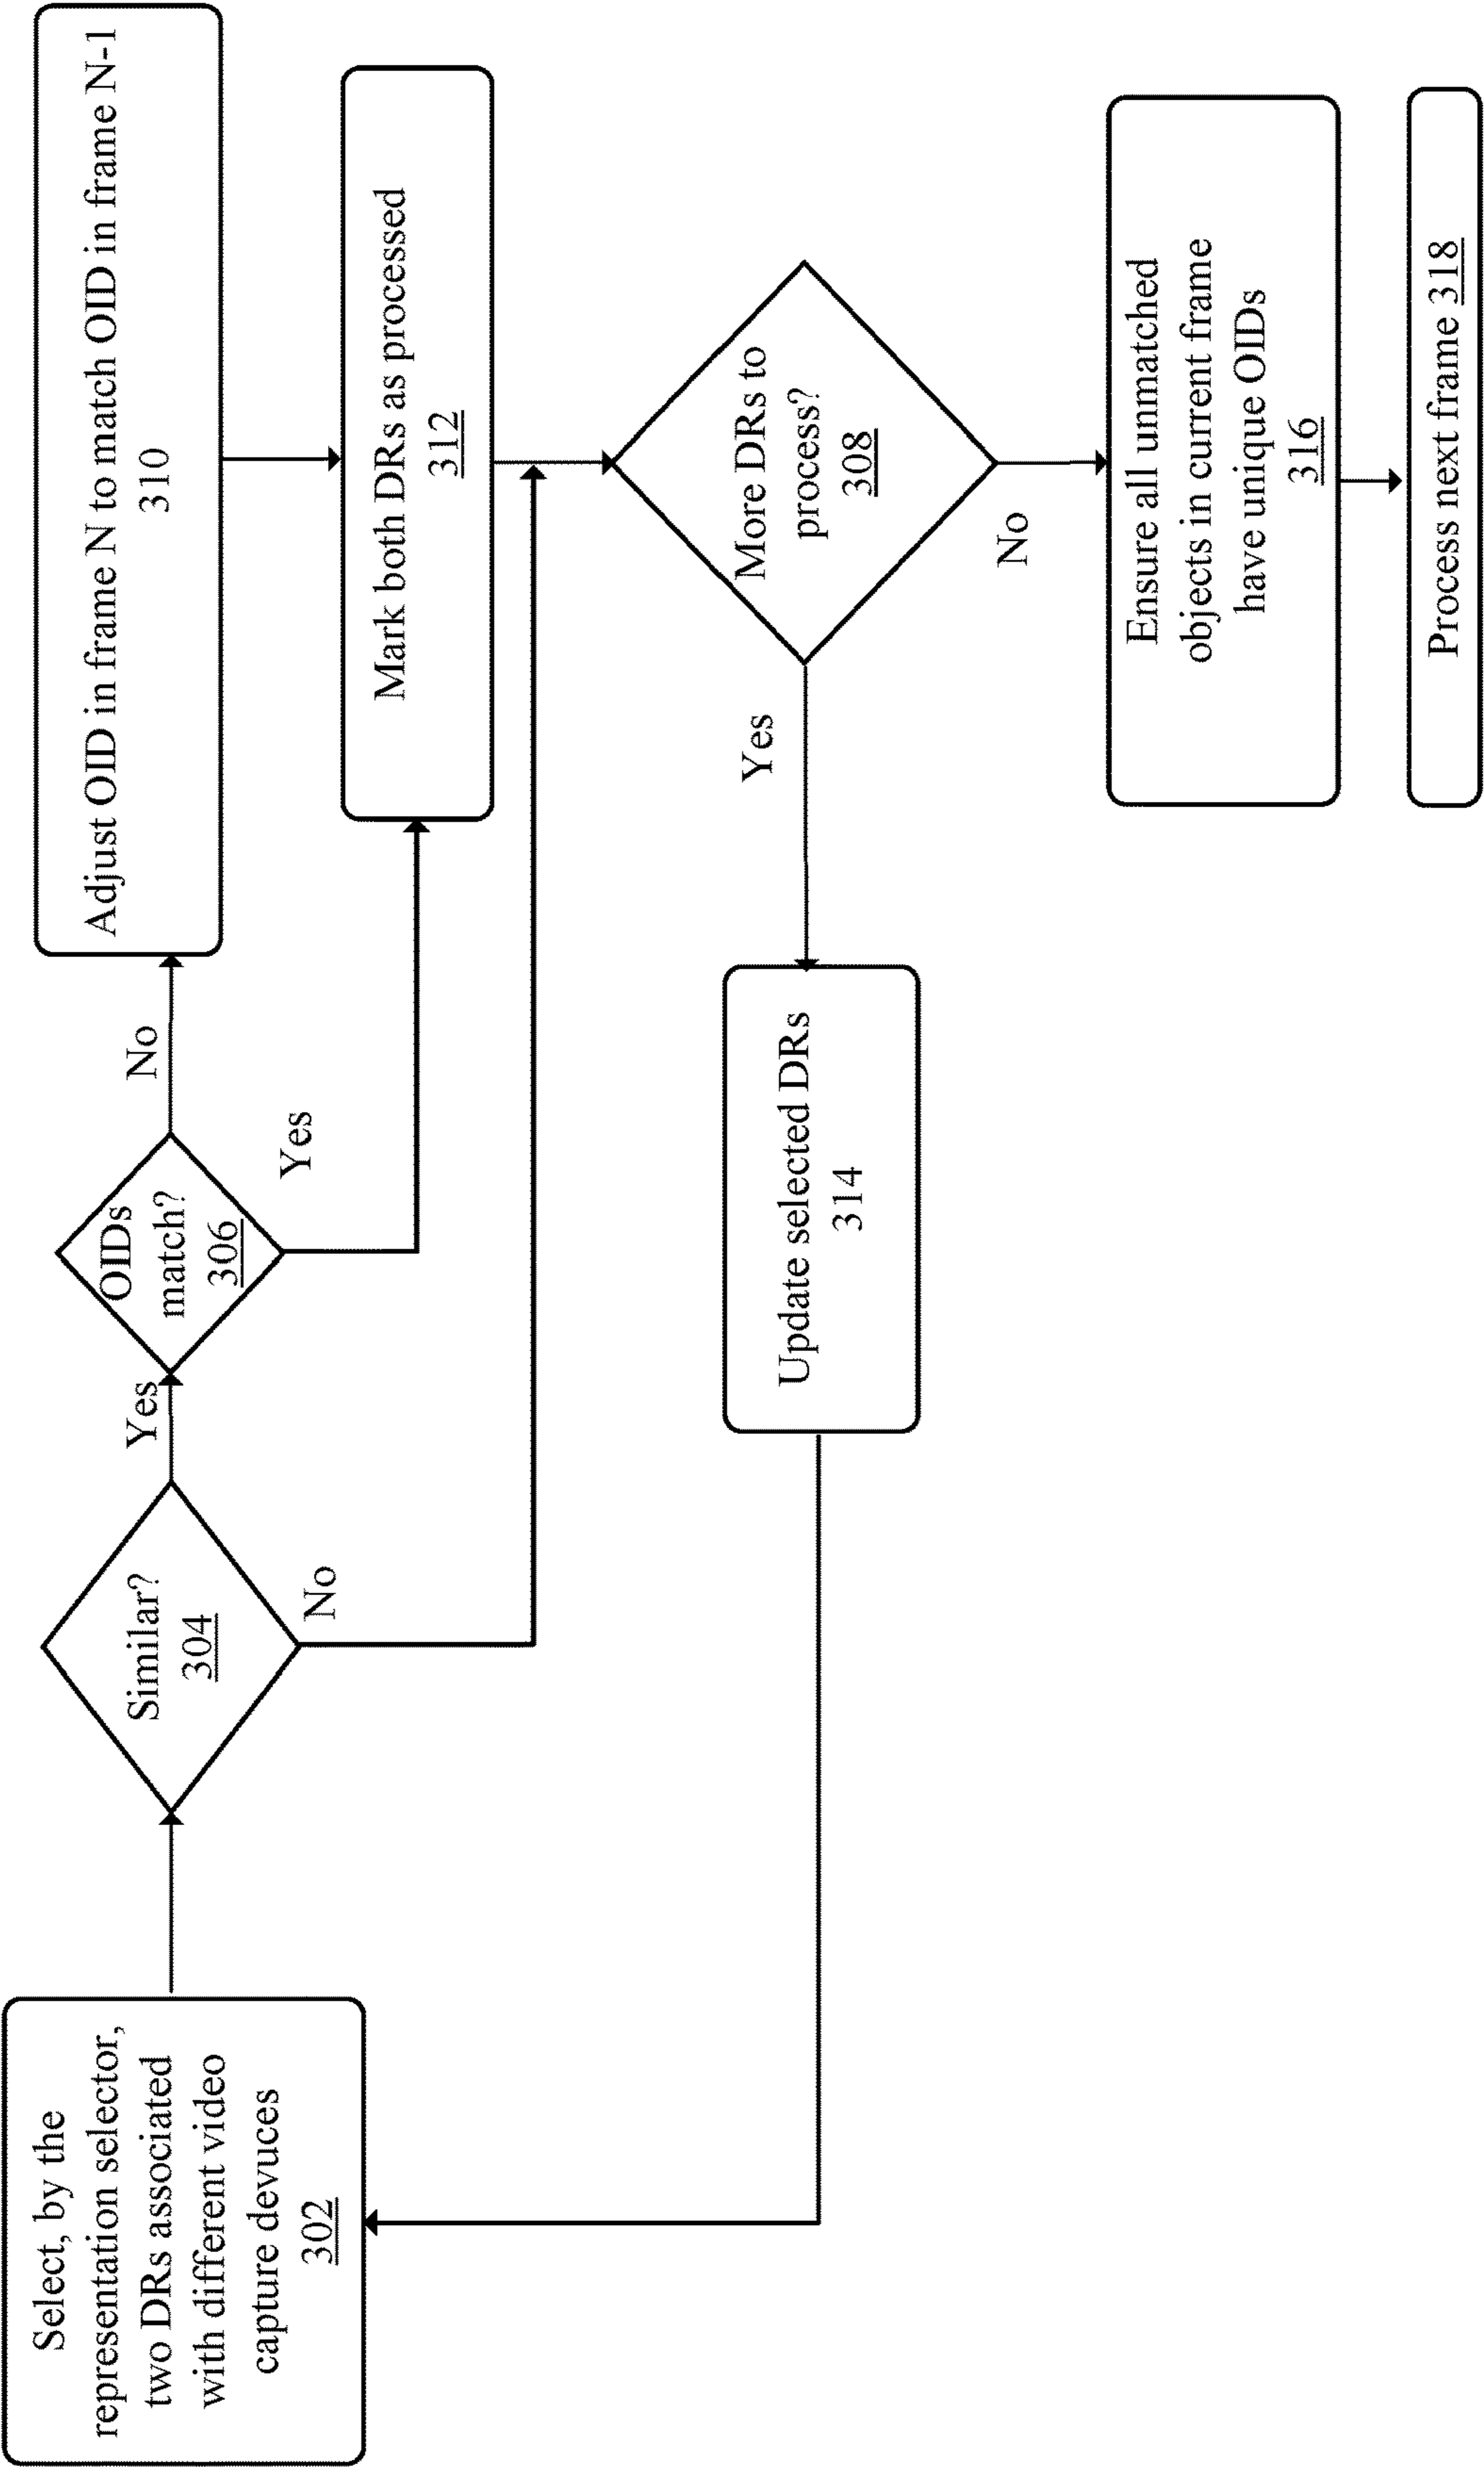 Select, by the
representation selector,
two DRs associated
with different video
capture devuces
302
Similar?
304
Yes
No
OIDs
match?
306
No
Yes
Adjust OID in frame N to match OID in frame N-1
310
Mark both DRs as processed
312
More DRs to
process?
308
Yes
No
Update selected DRs
314
Ensure all unmatched
objects in current frame
have unique OIDs
316
Process next frame 318